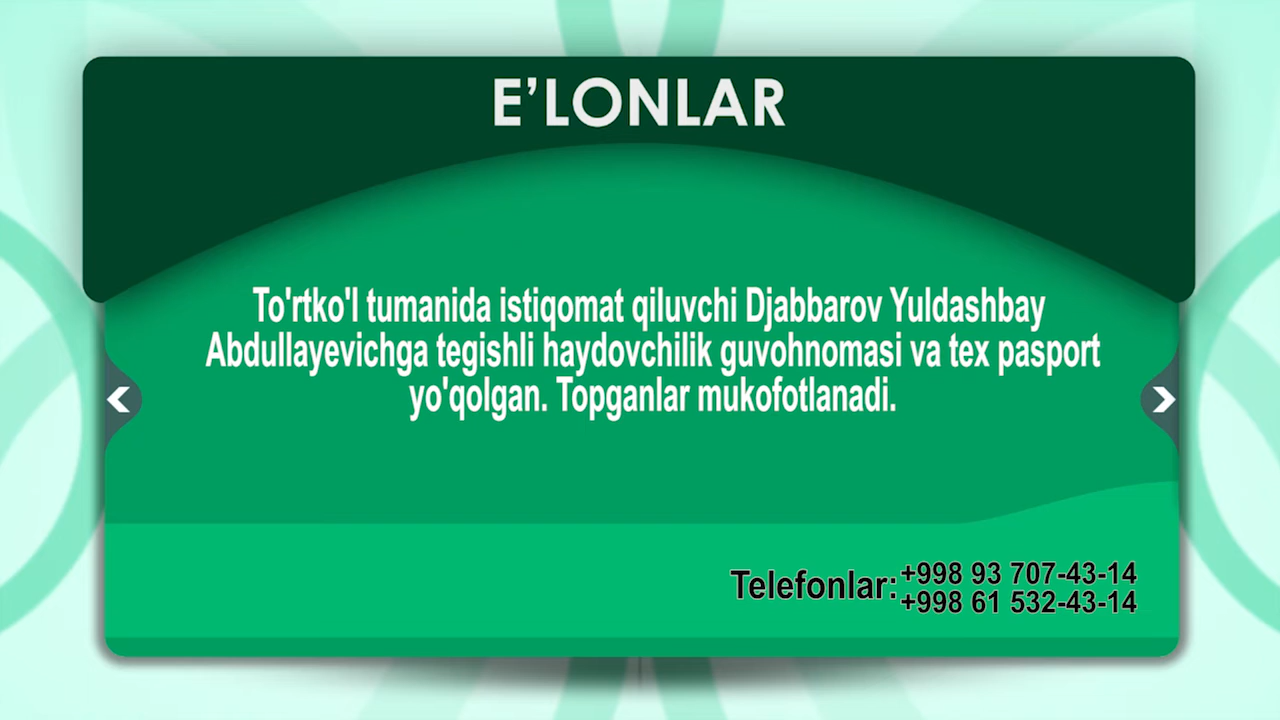 E’LONLAR
To'rtko'l tumanida istiqomat qiluvchi Djabbarov Yuldashbay
Abdullayevichga tegishli haydovchilik guvohnomasi va tex pasport
yo'qolgan. Topganlar mukofotlanadi.
Telefonlar:
+998 93 707-43-14
+998 61 532-43-14